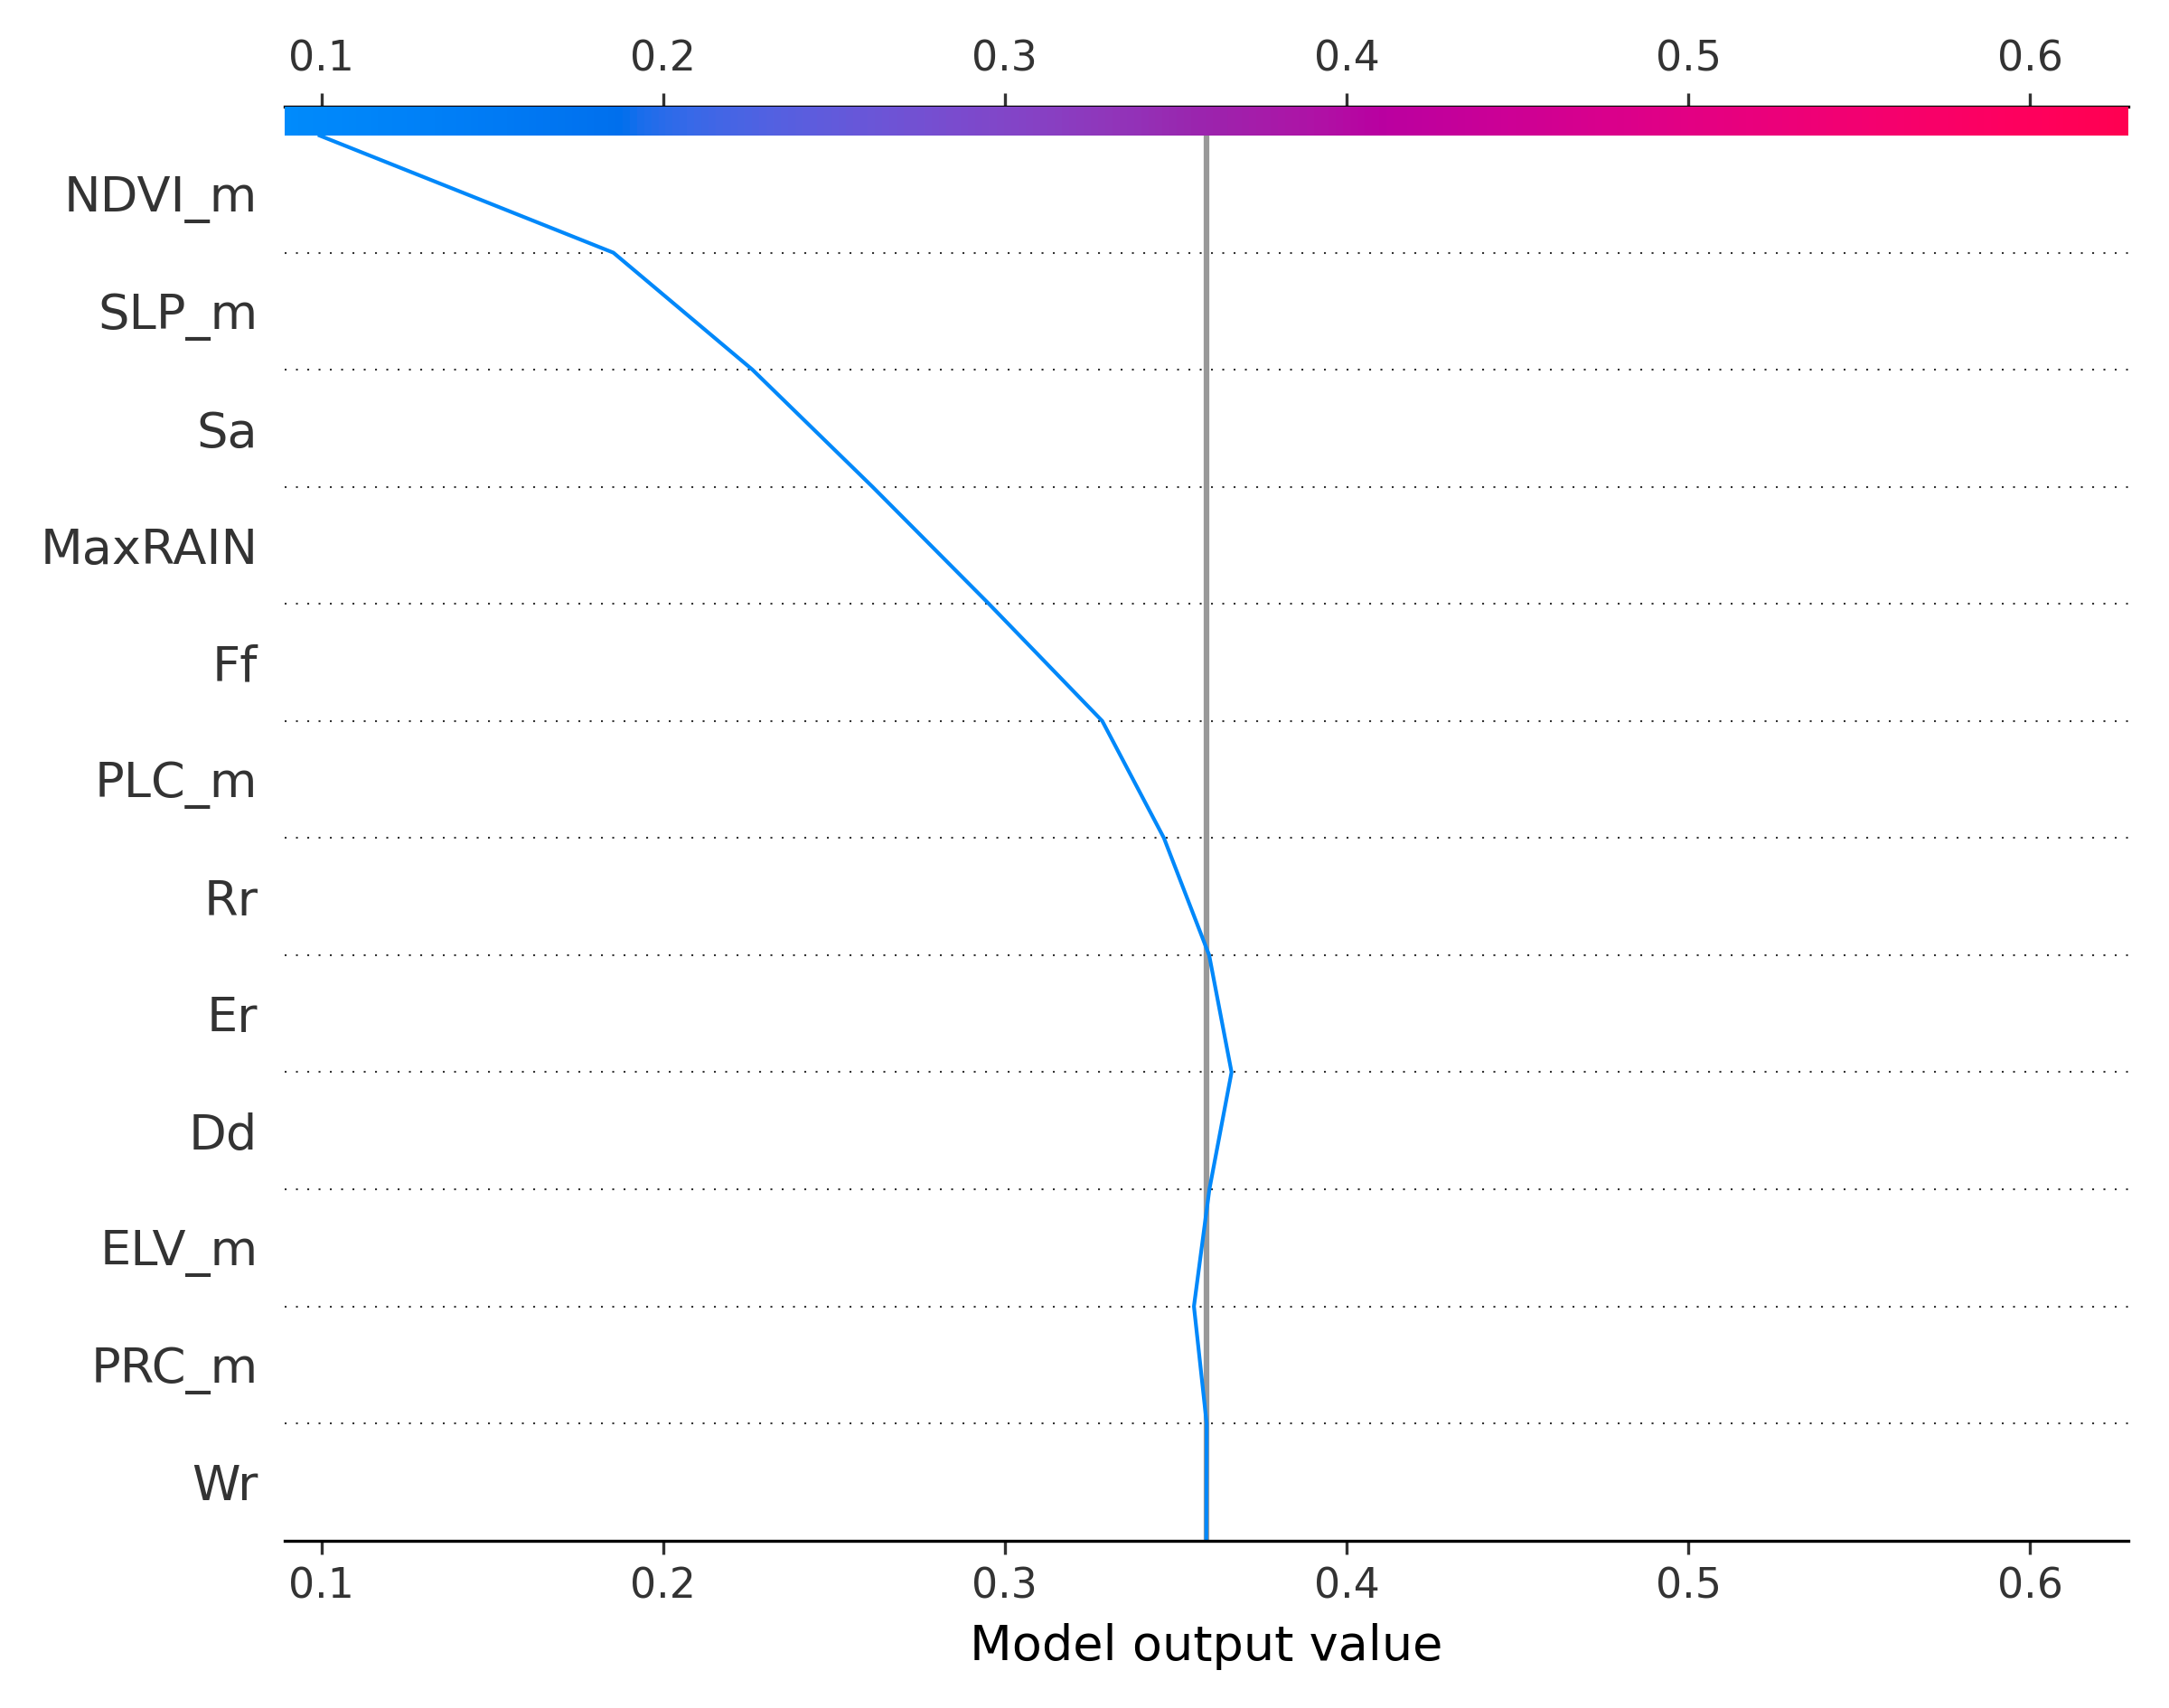 0.1 0.2 0.3 0.4 0.5 0.6
NDVI_m
SLP_m
Sa
MaxRAIN
Ff
PLC_m
Rr
Er
Dd
ELV_m
PRC_m
Wr
0.1 0.2 0.3 0.4 0.5 0.6
Model output value